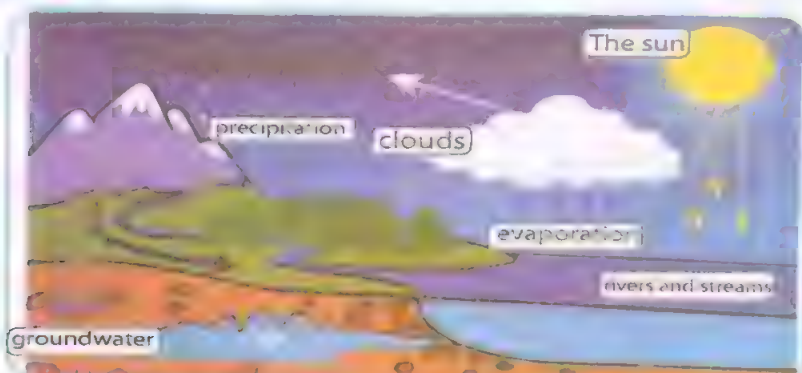 The sun
precipitation
clouds
evaporation
rivers and streams
groundwater